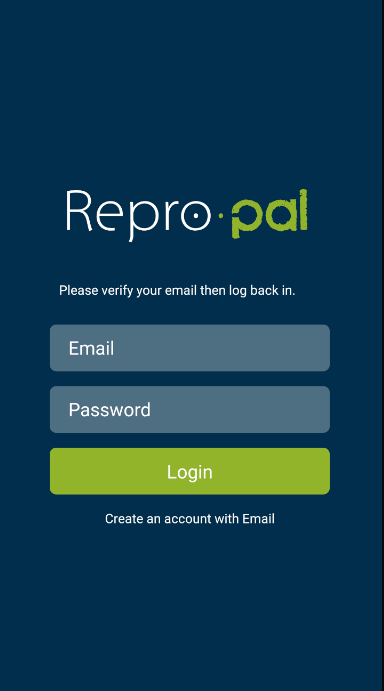 Repro·pal
Please verify your email then log back in.
Email
Password
Login
Create an account with Email